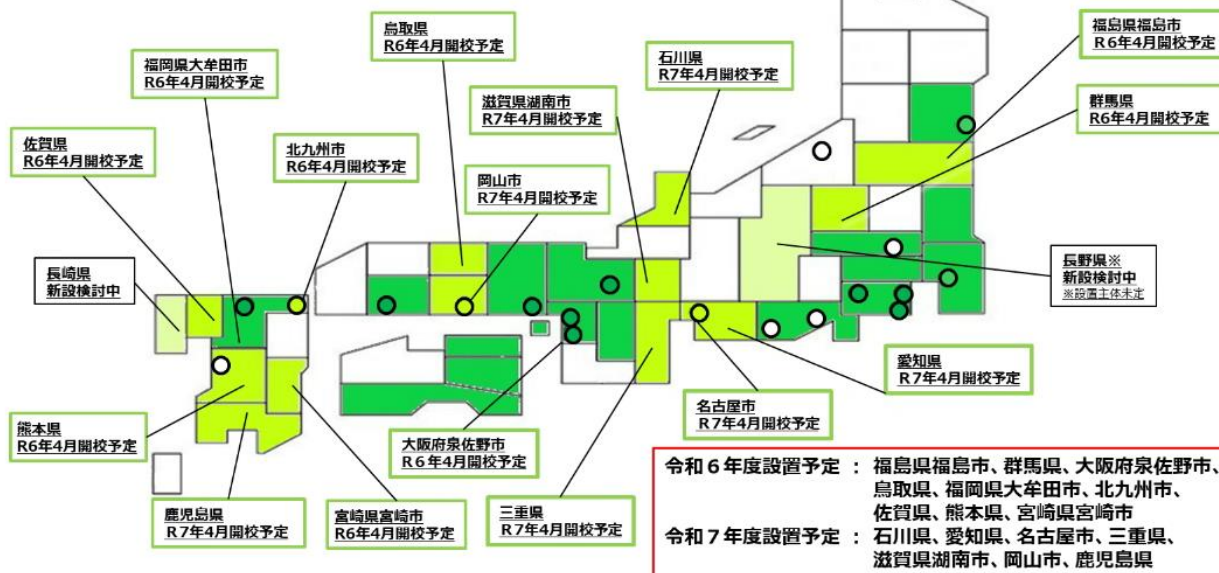 鳥取県
R6年4月開校予定
福島県福島市
R6年4月開校予定
石川県
R7年4月開校予定
福岡県大牟田市
R6年4月開校予定
滋賀県湖南市
R7年4月開校予定
群馬県
R6年4月開校予定
佐賀県
R6年4月開校予定
北九州市
R6年4月開校予定
岡山市
R7年4月開校予定
長崎県
新設検討中
長野県※
新設検討中
※設置主体未定
愛知県
R7年4月開校予定
名古屋市
R7年4月開校予定
熊本県
R6年4月開校予定
大阪府泉佐野市
R6年4月開校予定
鹿児島県
R7年4月開校予定
宮崎県宮崎市
R6年4月開校予定
三重県
R7年4月開校予定
令和6年度設置予定 : 福島県福島市、群馬県、大阪府泉佐野市、
鳥取県、福岡県大牟田市、北九州市、
佐賀県、熊本県、宮崎県宮崎市
令和7年度設置予定 : 石川県、愛知県、名古屋市、三重県、
滋賀県湖南市、岡山市、鹿児島県